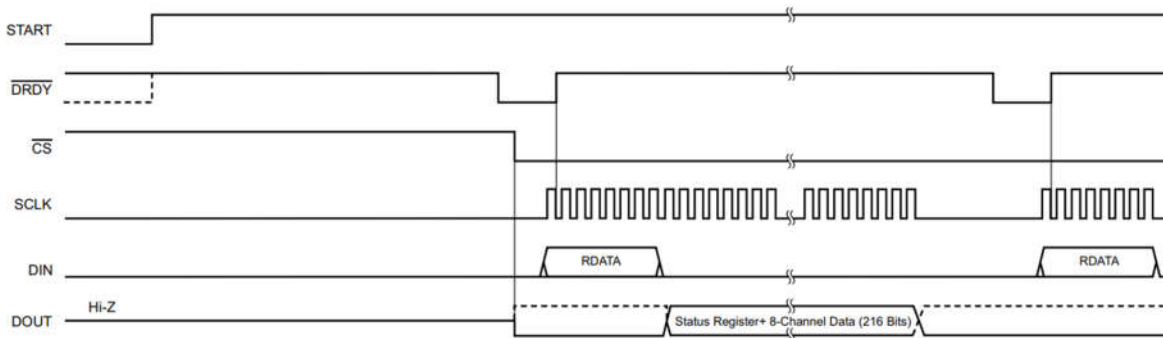 START
DRDY
CS
SCLK
DIN
RDATA
RDATA
DOUT
Hi-Z
Status Register+ 8-Channel Data (216 Bits)